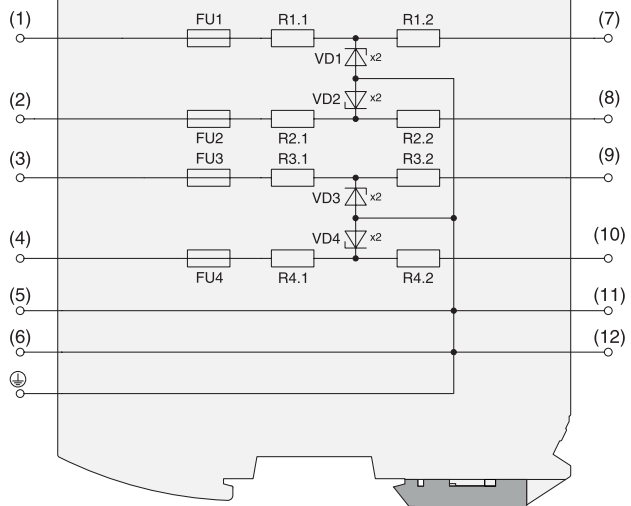 (1) FU1 R1.1 R1.2 (7)
VD1 x2
(2) VD2 x2 (8)
FU2 R2.1 R2.2
(3) FU3 R3.1 R3.2 (9)
VD3 x2
(4) VD4 x2 (10)
FU4 R4.1 R4.2
(5) (11)
(6) (12)